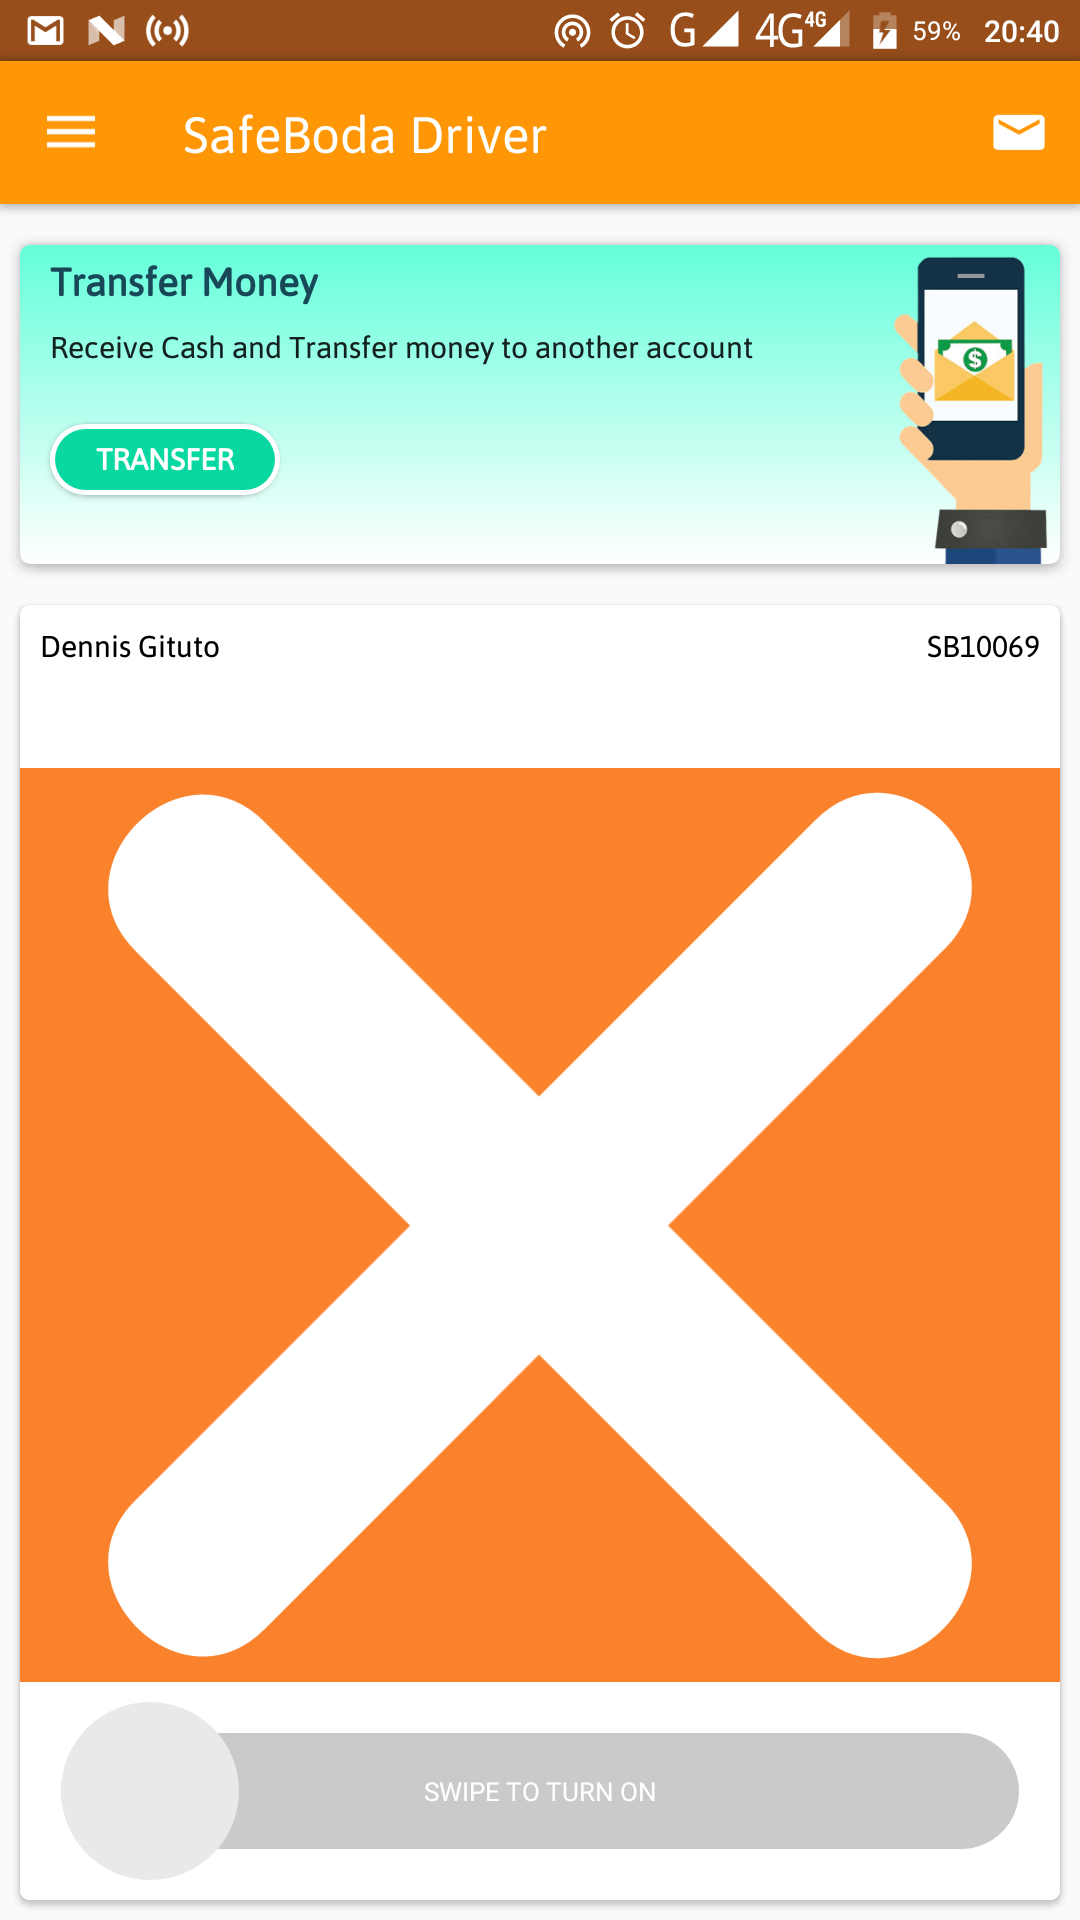 G 4G 4G 59% 20:40
SafeBoda Driver
Transfer Money
Receive Cash and Transfer money to another account
$
TRANSFER
Dennis Gituto SB10069
SWIPE TO TURN ON